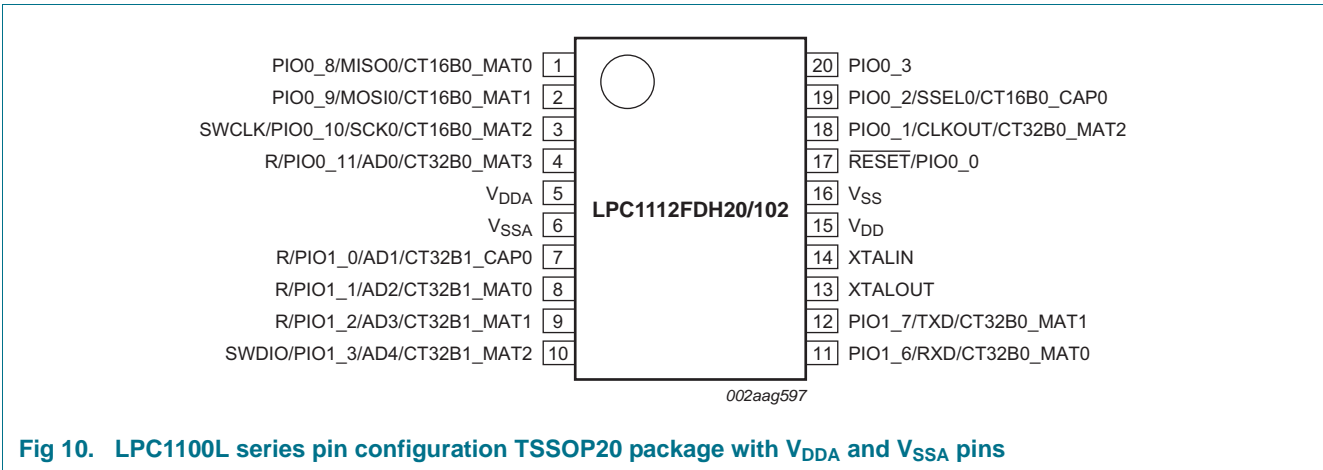 PIO0_8/MISO0/CT16B0_MAT0 1
PIO0_9/MOSI0/CT16B0_MAT1 2
SWCLK/PIO0_10/SCK0/CT16B0_MAT2 3
R/PIO0_11/AD0/CT32B0_MAT3 4
VDDA 5
VSSA 6
R/PIO1_0/AD1/CT32B1_CAP0 7
R/PIO1_1/AD2/CT32B1_MAT0 8
R/PIO1_2/AD3/CT32B1_MAT1 9
SWDIO/PIO1_3/AD4/CT32B1_MAT2 10
LPC1112FDH20/102
20 PIO0_3
19 PIO0_2/SSEL0/CT16B0_CAP0
18 PIO0_1/CLKOUT/CT32B0_MAT2
17 RESET/PIO0_0
16 VSS
15 VDD
14 XTALIN
13 XTALOUT
12 PIO1_7/TXD/CT32B0_MAT1
11 PIO1_6/RXD/CT32B0_MAT0
002aag597
Fig 10. LPC1100L series pin configuration TSSOP20 package with VDDA and VSSA pins